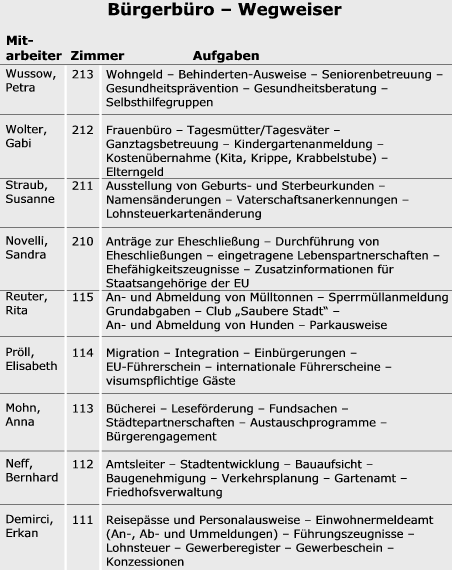 Bürgerbüro – Wegweiser
Mit-
arbeiter Zimmer Aufgaben
Wussow, 213 Wohngeld – Behinderten-Ausweise – Seniorenbetreuung –
Petra Gesundheitsprävention – Gesundheitsberatung –
Selbsthilfegruppen
Wolter, 212 Frauenbüro – Tagesmütter/Tagesväter –
Gabi Ganztagsbetreuung – Kindergartenanmeldung –
Kostenübernahme (Kita, Krippe, Krabbelstube) –
Elterngeld
Straub, 211 Ausstellung von Geburts- und Sterbeurkunden –
Susanne Namensänderungen – Vaterschaftsanerkennungen –
Lohnsteuerkartenänderung
Novelli, 210 Anträge zur Eheschließung – Durchführung von
Sandra Eheschließungen – eingetragene Lebenspartnerschaften –
Ehefähigkeitszeugnisse – Zusatzinformationen für
Staatsangehörige der EU
Reuter, 115 An- und Abmeldung von Mülltonnen – Sperrmüllanmeldung
Rita Grundabgaben – Club „Saubere Stadt“ –
An- und Abmeldung von Hunden – Parkausweise
Pröll, 114 Migration – Integration – Einbürgerungen –
Elisabeth EU-Führerschein – internationale Führerscheine –
visumspflichtige Gäste
Mohn, 113 Bücherei – Leseförderung – Fundsachen –
Anna Städtepartnerschaften – Austauschprogramme –
Bürgerengagement
Neff, 112 Amtsleiter – Stadtentwicklung – Bauaufsicht –
Bernhard Baugenehmigung – Verkehrsplanung – Gartenamt –
Friedhofsverwaltung
Demirci, 111 Reisepässe und Personalausweise – Einwohnermeldeamt
Erkan (An-, Ab- und Ummeldungen) – Führungszeugnisse –
Lohnsteuer – Gewerberegister – Gewerbeschein –
Konzessionen